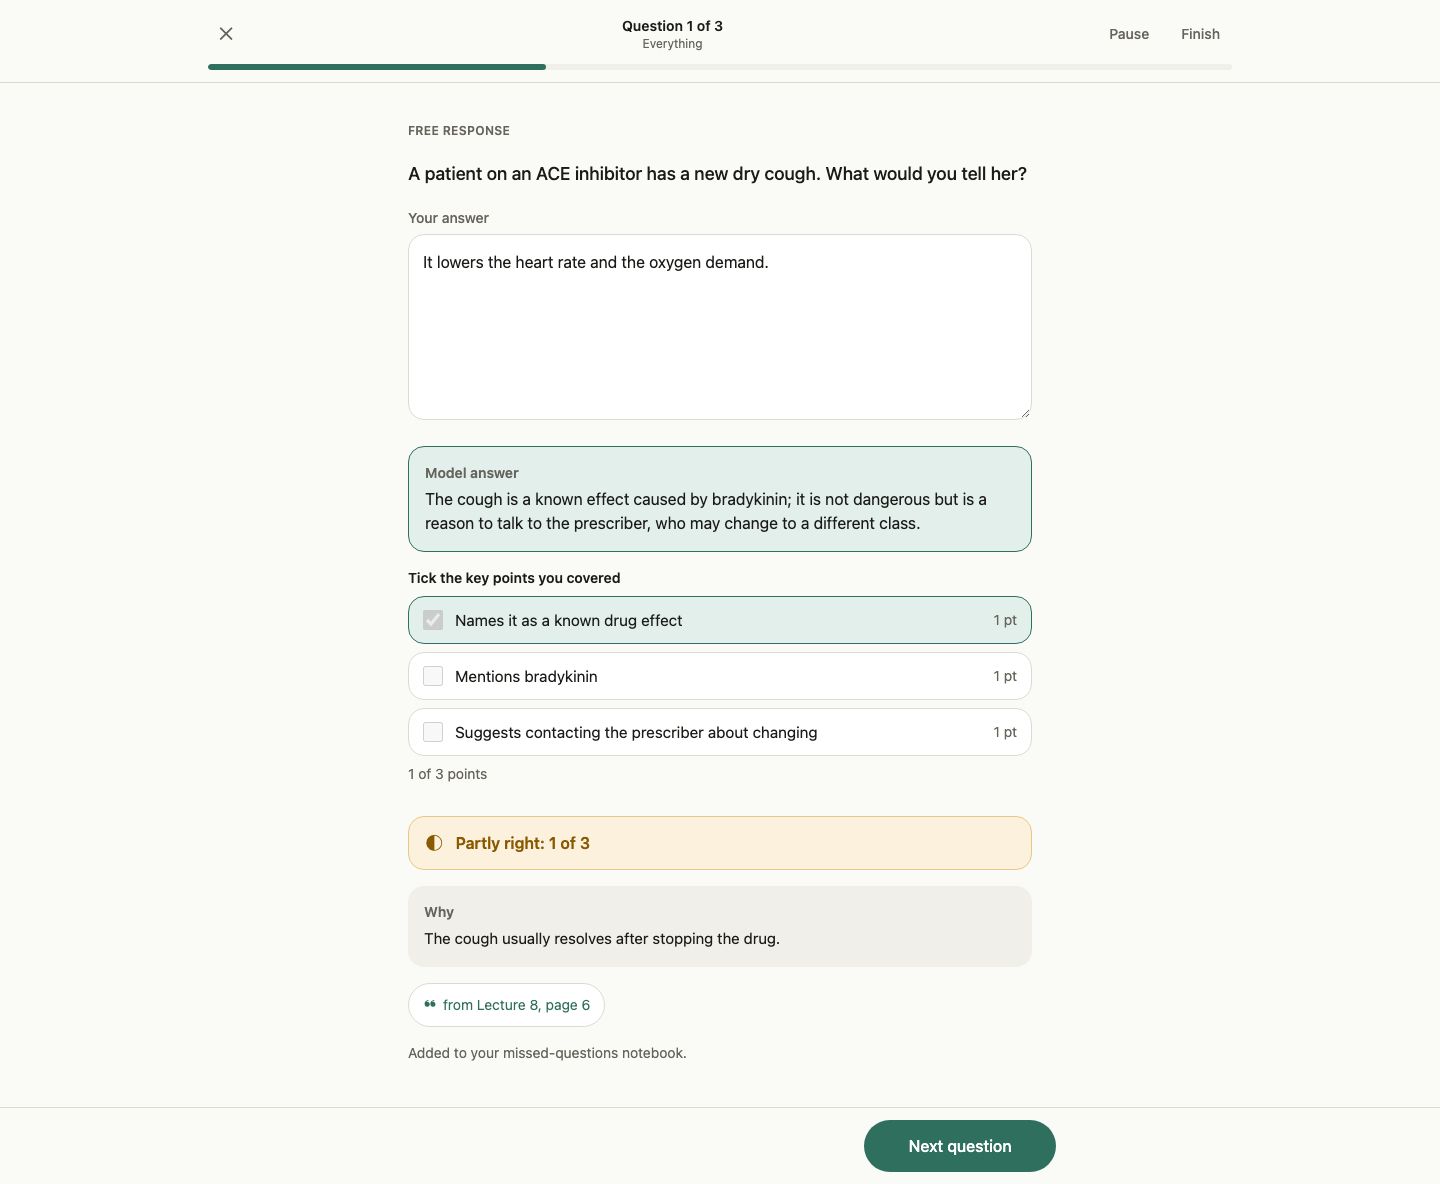 Question 1 of 3
Everything
Pause
Finish
FREE RESPONSE
A patient on an ACE inhibitor has a new dry cough. What would you tell her?
Your answer
It lowers the heart rate and the oxygen demand.
Model answer
The cough is a known effect caused by bradykinin; it is not dangerous but is a
reason to talk to the prescriber, who may change to a different class.
Tick the key points you covered
Names it as a known drug effect 1 pt
Mentions bradykinin 1 pt
Suggests contacting the prescriber about changing 1 pt
1 of 3 points
Partly right: 1 of 3
Why
The cough usually resolves after stopping the drug.
❝ from Lecture 8, page 6
Added to your missed-questions notebook.
Next question